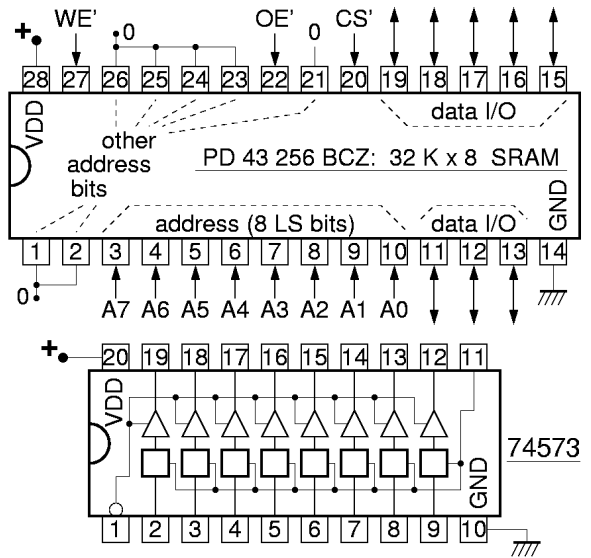 + WE’ 0 OE’ 0 CS’
28 27 26 25 24 23 22 21 20 19 18 17 16 15
VDD
data I/O
other
address
bits
PD 43 256 BCZ: 32 K x 8 SRAM
GND
address (8 LS bits)
data I/O
1 2 3 4 5 6 7 8 9 10 11 12 13 14
0
A7 A6 A5 A4 A3 A2 A1 A0
+
20 19 18 17 16 15 14 13 12 11
VDD
74573
GND
1 2 3 4 5 6 7 8 9 10